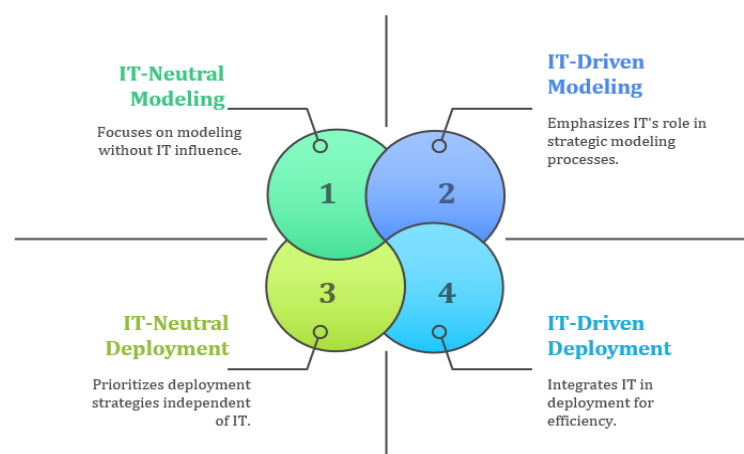 IT-Neutral
Modeling
Focuses on modeling
without IT influence.
IT-Driven
Modeling
Emphasizes IT's role in
strategic modeling
processes.
1
2
3
4
IT-Neutral
Deployment
Prioritizes deployment
strategies independent
of IT.
IT-Driven
Deployment
Integrates IT in
deployment for
efficiency.